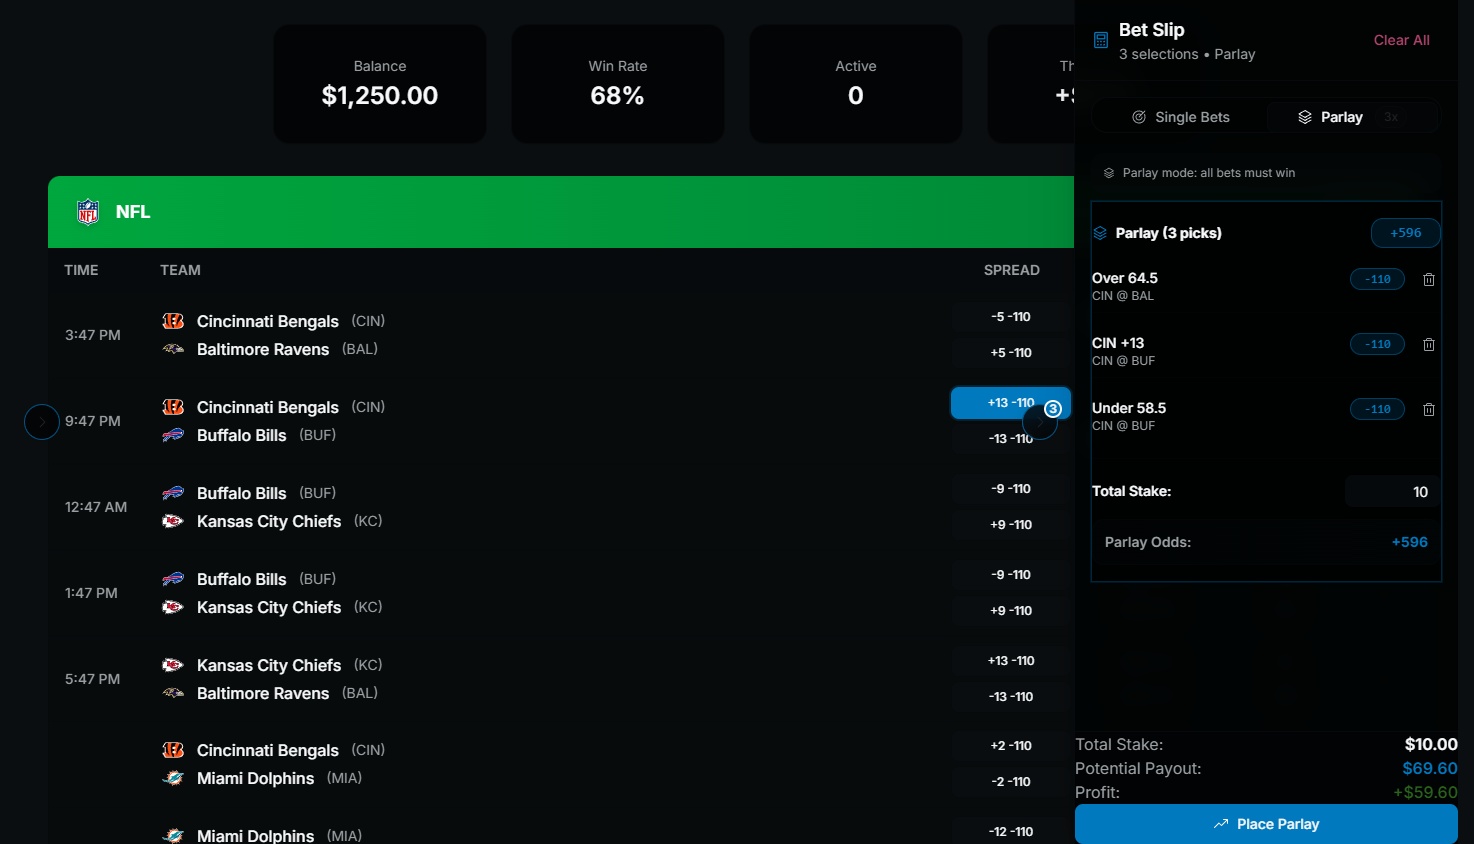 Balance
$1,250.00
Win Rate
68%
Active
0
Th
+$
NFL
TIME TEAM SPREAD
3:47 PM
Cincinnati Bengals (CIN) -5 -110
Baltimore Ravens (BAL) +5 -110
9:47 PM
Cincinnati Bengals (CIN) +13 -110
3
Buffalo Bills (BUF) -13 -110
12:47 AM
Buffalo Bills (BUF) -9 -110
Kansas City Chiefs (KC) +9 -110
1:47 PM
Buffalo Bills (BUF) -9 -110
Kansas City Chiefs (KC) +9 -110
5:47 PM
Kansas City Chiefs (KC) +13 -110
Baltimore Ravens (BAL) -13 -110
Cincinnati Bengals (CIN) +2 -110
Miami Dolphins (MIA) -2 -110
Miami Dolphins (MIA) -12 -110
Bet Slip
3 selections • Parlay
Clear All
Single Bets
Parlay 3x
Parlay mode: all bets must win
Parlay (3 picks) +596
Over 64.5 -110
CIN @ BAL
CIN +13 -110
CIN @ BUF
Under 58.5 -110
CIN @ BUF
Total Stake: 10
Parlay Odds: +596
Total Stake: $10.00
Potential Payout: $69.60
Profit: +$59.60
Place Parlay